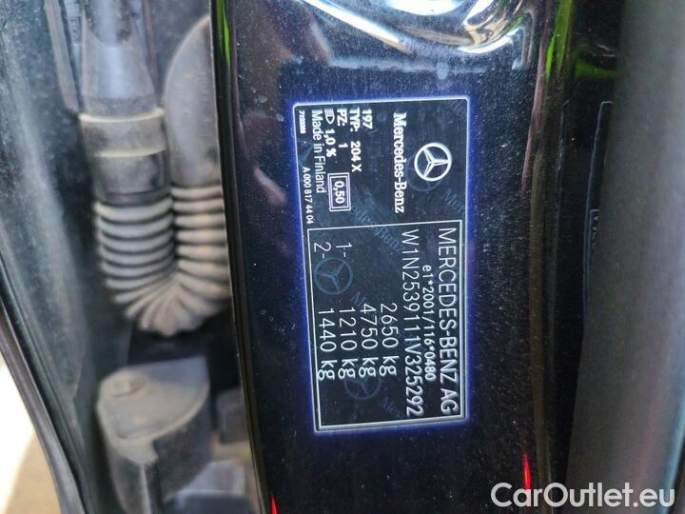 MERCEDES-BENZ AG
e1*2001/116*0480
W1N2539111V325292
2650 kg
4750 kg
1- 1210 kg
2- 1440 kg
Mercedes-Benz
197
TYP: 204 X
PZ: 1
1,0 % 0,50
Made in Finland
A 000 817 44 04
CarOutlet.eu